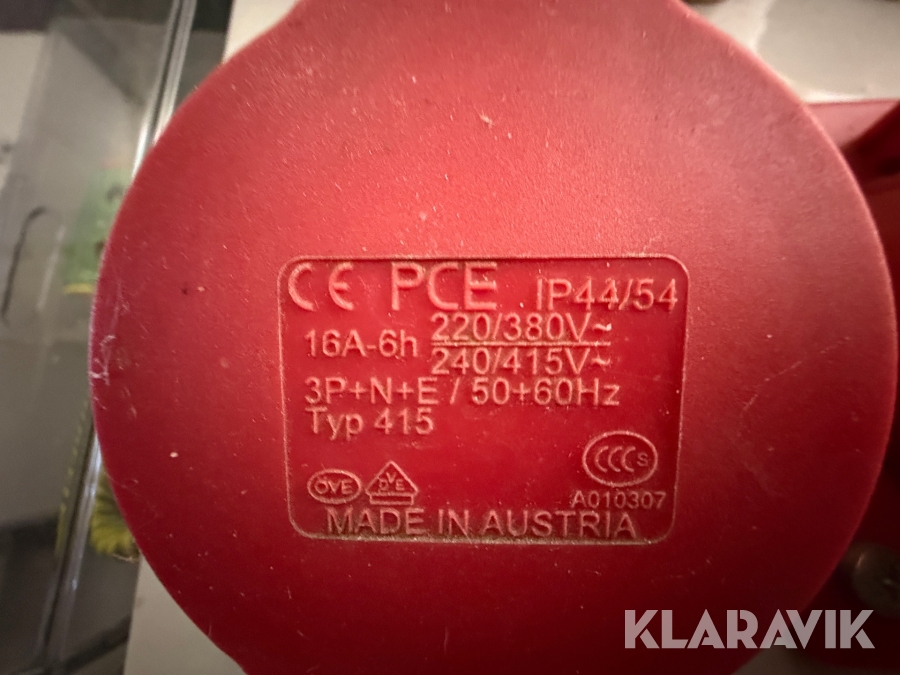 CE PCE IP44/54
16A-6h 220/380V~
240/415V~
3P+N+E / 50+60Hz
Typ 415
CCC S
ÖVE VDE A010307
MADE IN AUSTRIA
KLARAVIK